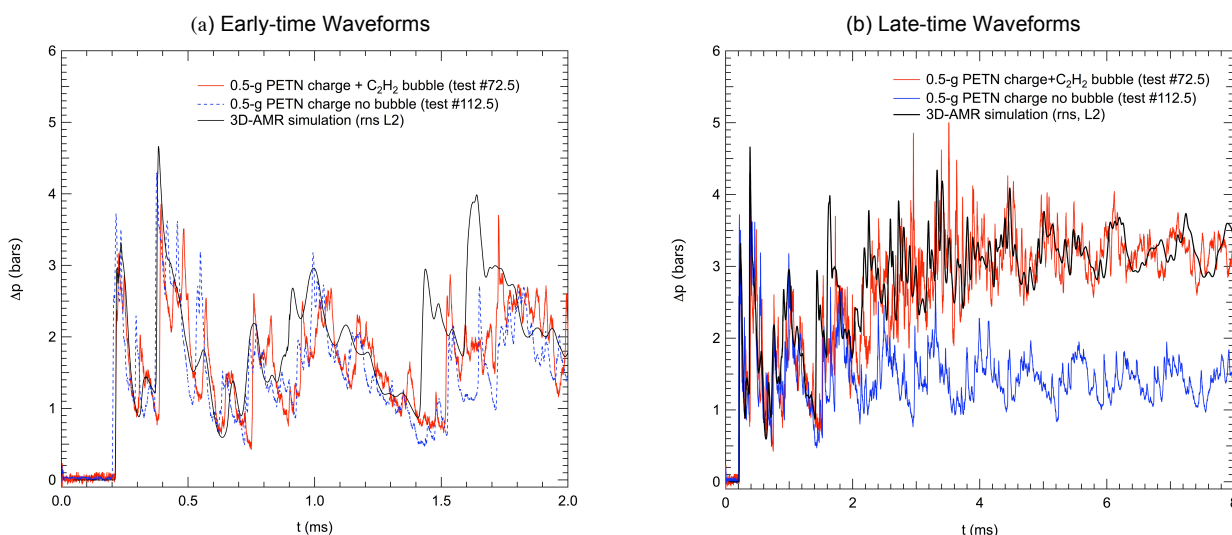 (a) Early-time Waveforms
6
5
4
3
2
1
0
Δp (bars)
0.5-g PETN charge + C₂H₂ bubble (test #72.5)
0.5-g PETN charge no bubble (test #112.5)
3D-AMR simulation (rns L2)
0.0 0.5 1.0 1.5 2.0
t (ms)
(b) Late-time Waveforms
6
5
4
3
2
1
0
Δp (bars)
0.5-g PETN charge+C₂H₂ bubble (test #72.5)
0.5-g PETN charge no bubble (test #112.5)
3D-AMR simulation (rns, L2)
0 2 4 6 8
t (ms)